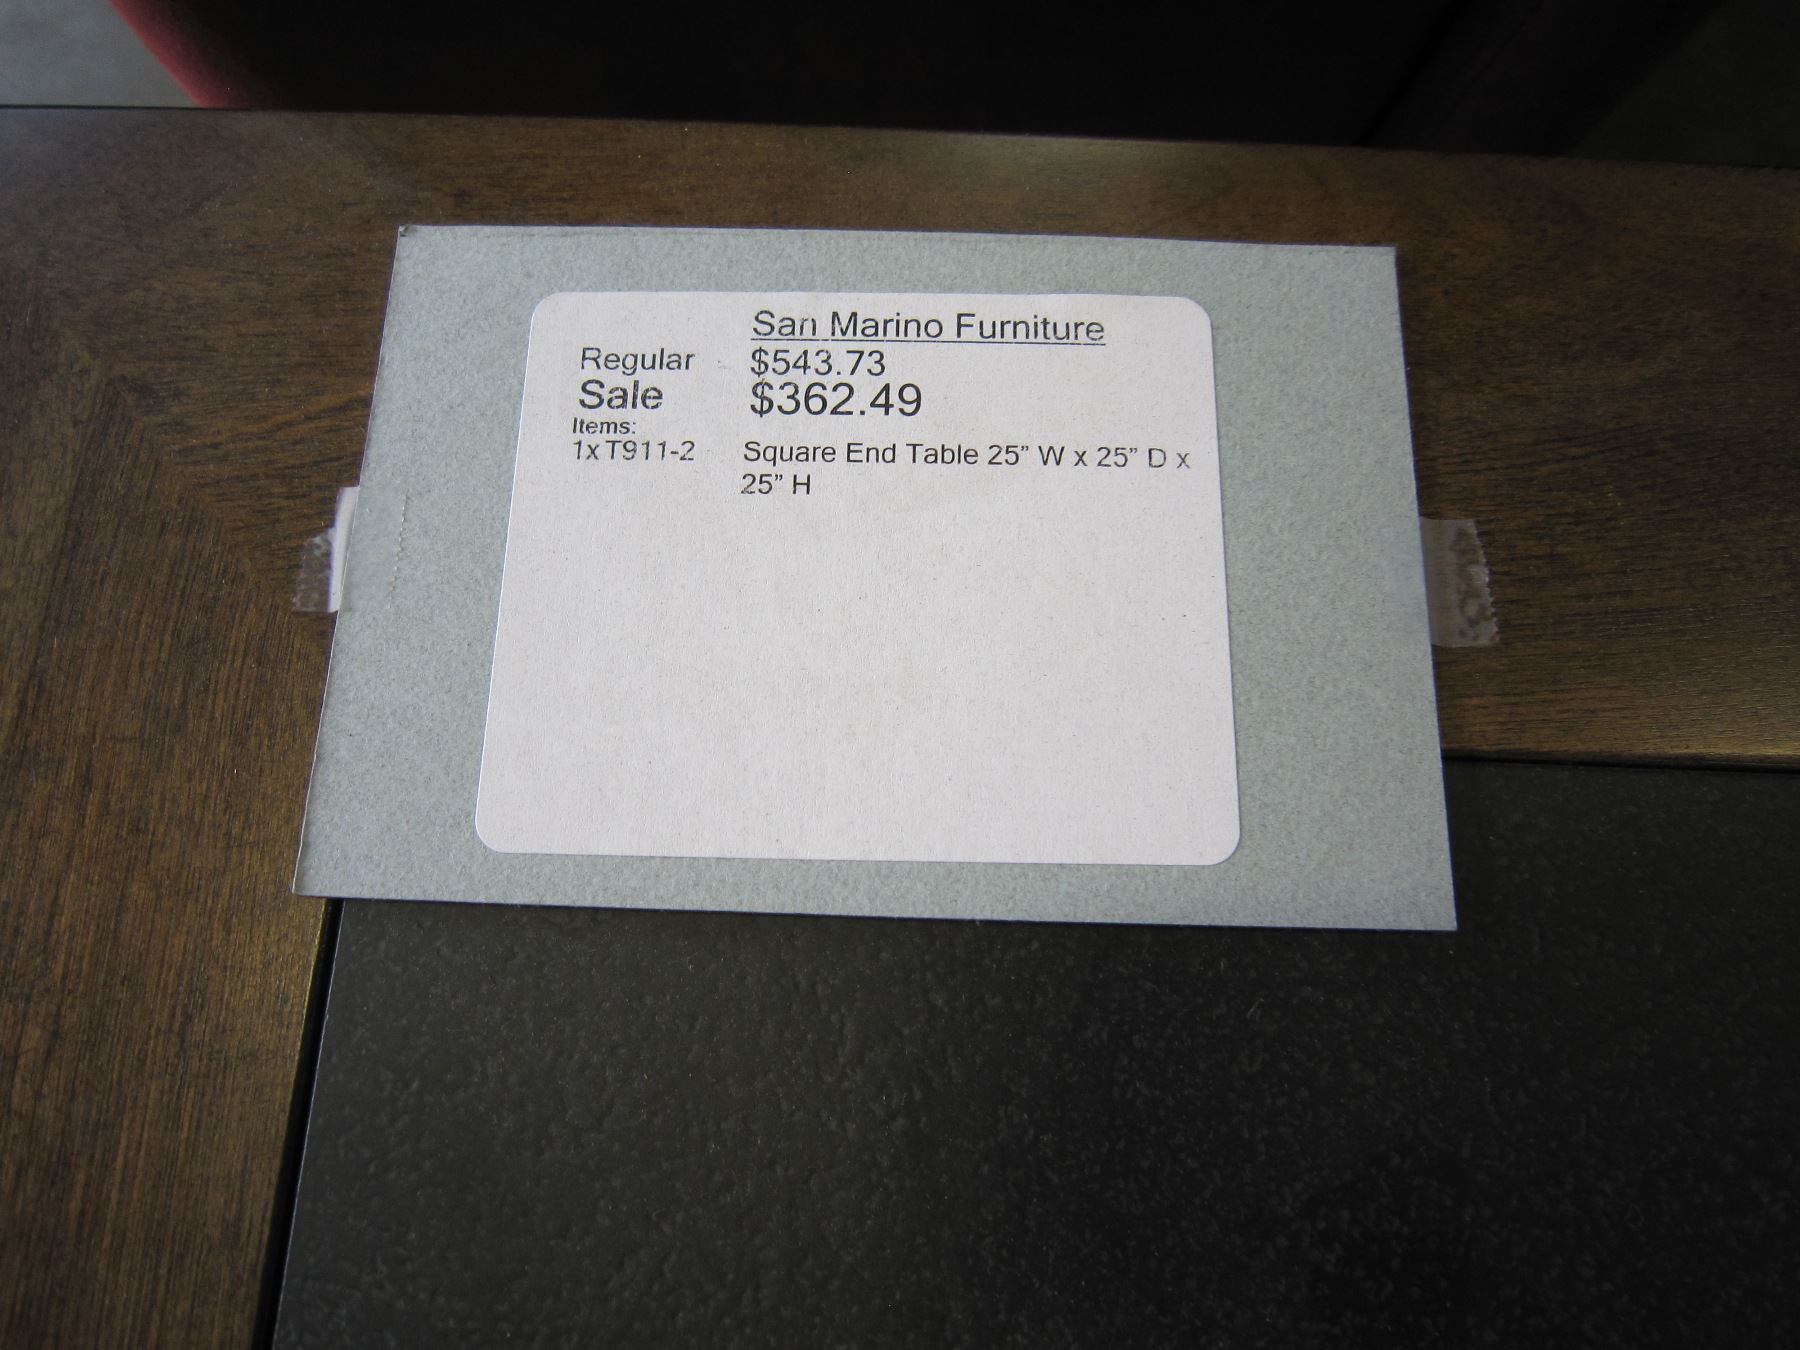 San Marino Furniture
Regular $543.73
Sale $362.49
Items:
1x T911-2 Square End Table 25” W x 25” D x
25” H